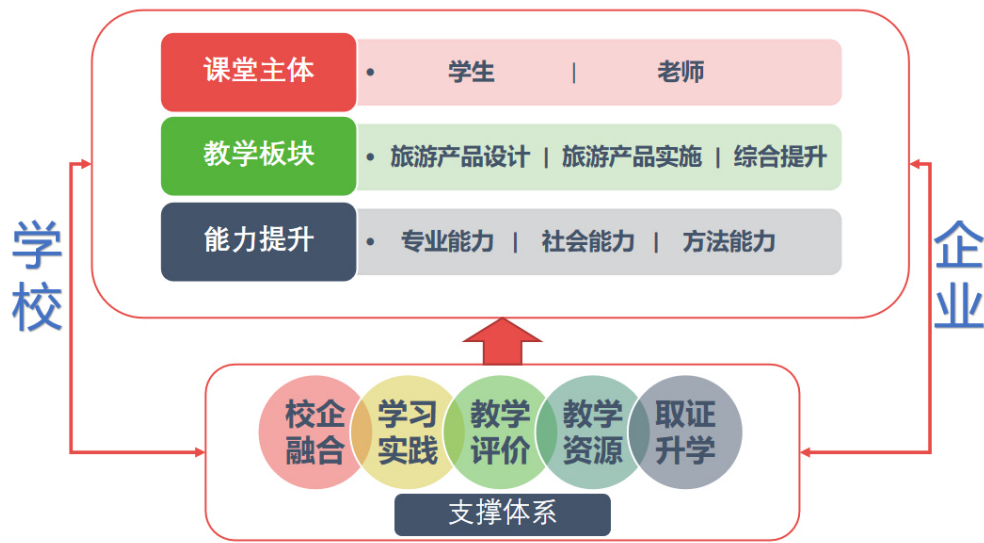 课堂主体
• 学生 | 老师
教学板块
• 旅游产品设计 | 旅游产品实施 | 综合提升
能力提升
• 专业能力 | 社会能力 | 方法能力
学校
企业
校企
融合
学习
实践
教学
评价
教学
资源
取证
升学
支撑体系